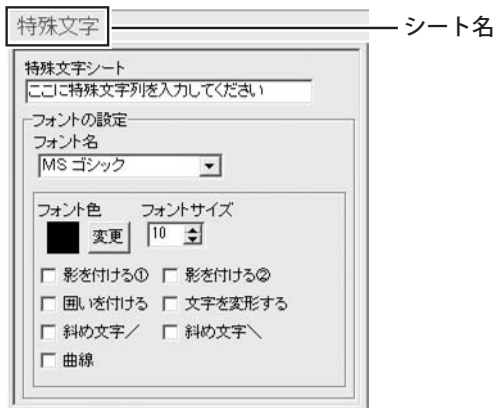 特殊文字
シート名
特殊文字シート
ここに特殊文字列を入力してください
フォントの設定
フォント名
MS ゴシック
フォント色 フォントサイズ
変更 10
影を付ける① 影を付ける②
囲いを付ける 文字を変形する
斜め文字／ 斜め文字＼
曲線